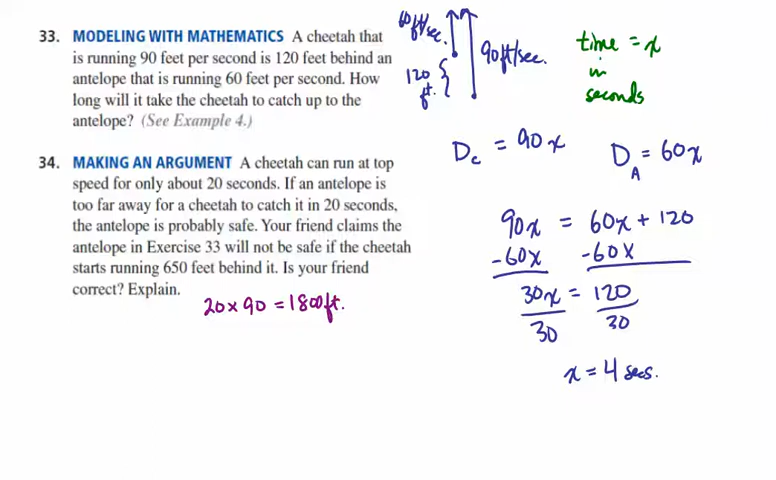 33. MODELING WITH MATHEMATICS A cheetah that
is running 90 feet per second is 120 feet behind an
antelope that is running 60 feet per second. How
long will it take the cheetah to catch up to the
antelope? (See Example 4.)
34. MAKING AN ARGUMENT A cheetah can run at top
speed for only about 20 seconds. If an antelope is
too far away for a cheetah to catch it in 20 seconds,
the antelope is probably safe. Your friend claims the
antelope in Exercise 33 will not be safe if the cheetah
starts running 650 feet behind it. Is your friend
correct? Explain.
20 x 90 = 1800 ft.
60 ft/sec.
120
ft.
90 ft/sec.
time = x
in
seconds
Dc = 90x
DA = 60x
90x = 60x + 120
-60x -60x
30x = 120
30 30
x = 4 secs.